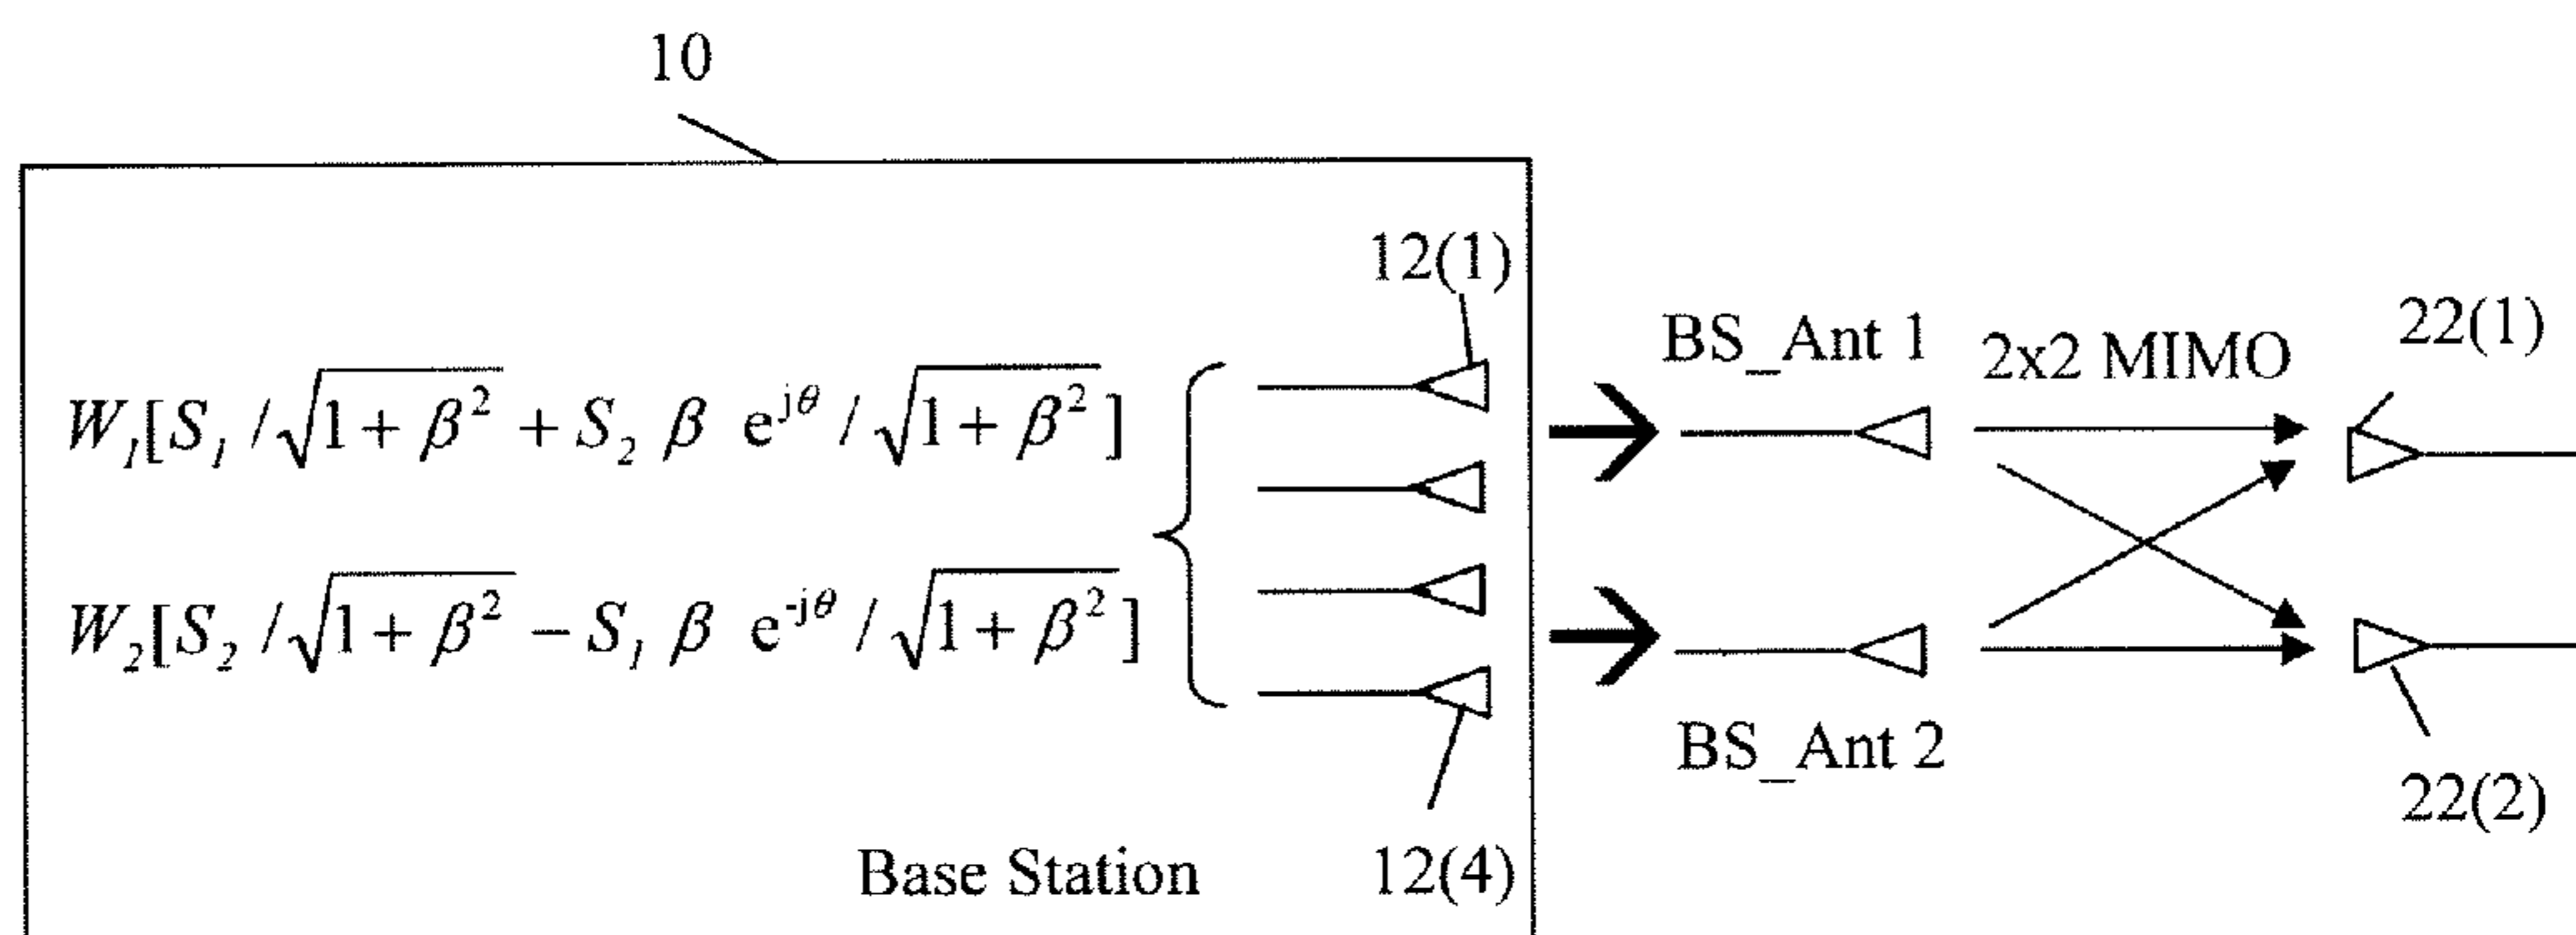 10
12(1)
BS_Ant 1
2x2 MIMO
22(1)
W₁[S₁ /√(1 + β²) + S₂ β e^{jθ} / √(1 + β²)]
W₂[S₂ /√(1 + β²) − S₁ β e^{-jθ} / √(1 + β²)]
BS_Ant 2
22(2)
Base Station
12(4)